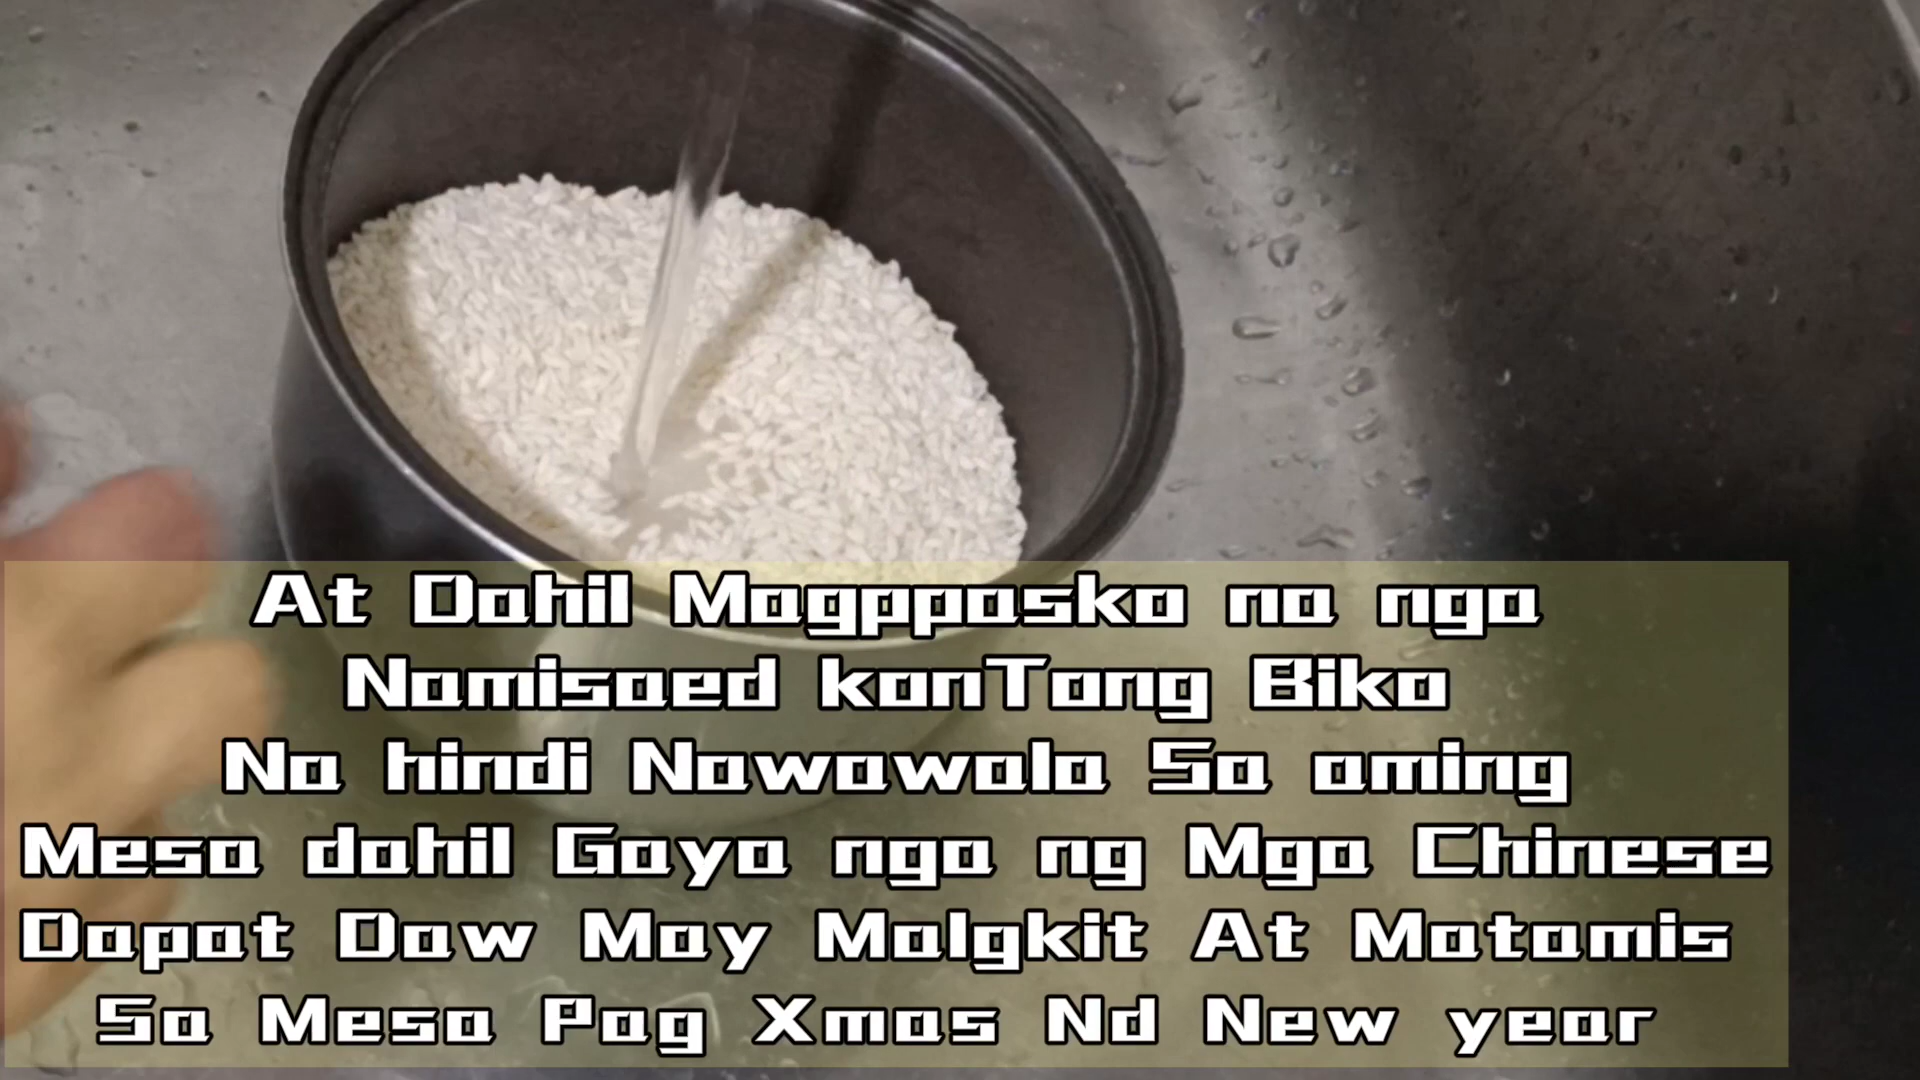 At Dahil Magppasko na nga
Namisaed konTong Biko
Na hindi Nawawala Sa aming
Mesa dahil Gaya nga ng Mga Chinese
Dapat Daw May Malgkit At Matamis
Sa Mesa Pag Xmas Nd New year